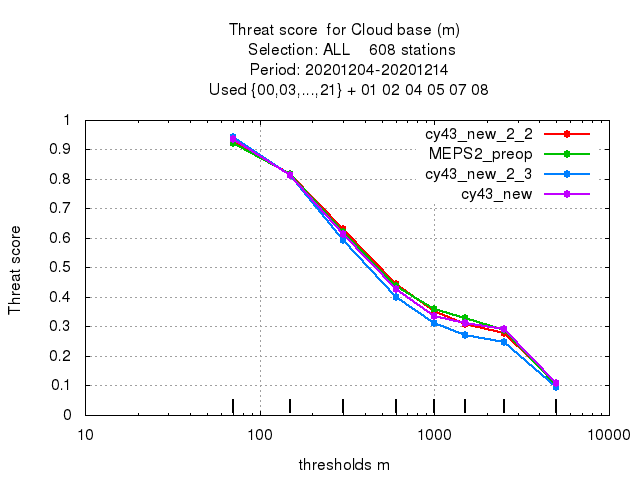 Threat score  for Cloud base (m)
Selection: ALL    608 stations
Period: 20201204-20201214
Used {00,03,...,21} + 01 02 04 05 07 08
cy43_new_2_2
MEPS2_preop
cy43_new_2_3
cy43_new
Threat score
1
0.9
0.8
0.7
0.6
0.5
0.4
0.3
0.2
0.1
0
10 100 1000 10000
thresholds m